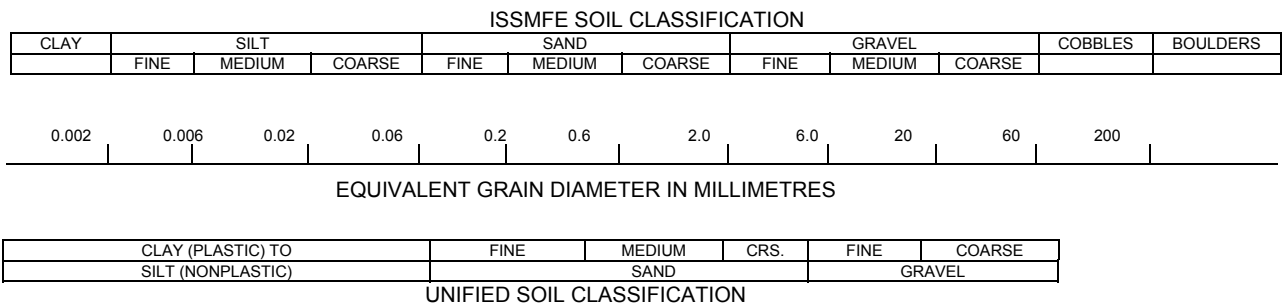 ISSMFE SOIL CLASSIFICATION
CLAY SILT SAND GRAVEL COBBLES BOULDERS
FINE MEDIUM COARSE FINE MEDIUM COARSE FINE MEDIUM COARSE
0.002 0.006 0.02 0.06 0.2 0.6 2.0 6.0 20 60 200
EQUIVALENT GRAIN DIAMETER IN MILLIMETRES
CLAY (PLASTIC) TO FINE MEDIUM CRS. FINE COARSE
SILT (NONPLASTIC) SAND GRAVEL
UNIFIED SOIL CLASSIFICATION